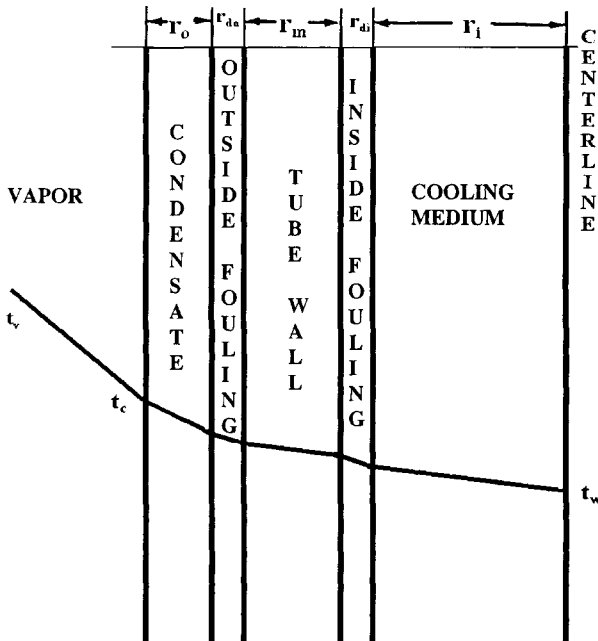 r_o r_do r_m r_di r_i
CENTERLINE
OUTSIDE FOULING
INSIDE FOULING
CONDENSATE
TUBE WALL
VAPOR
COOLING
MEDIUM
t_v
t_c
t_w